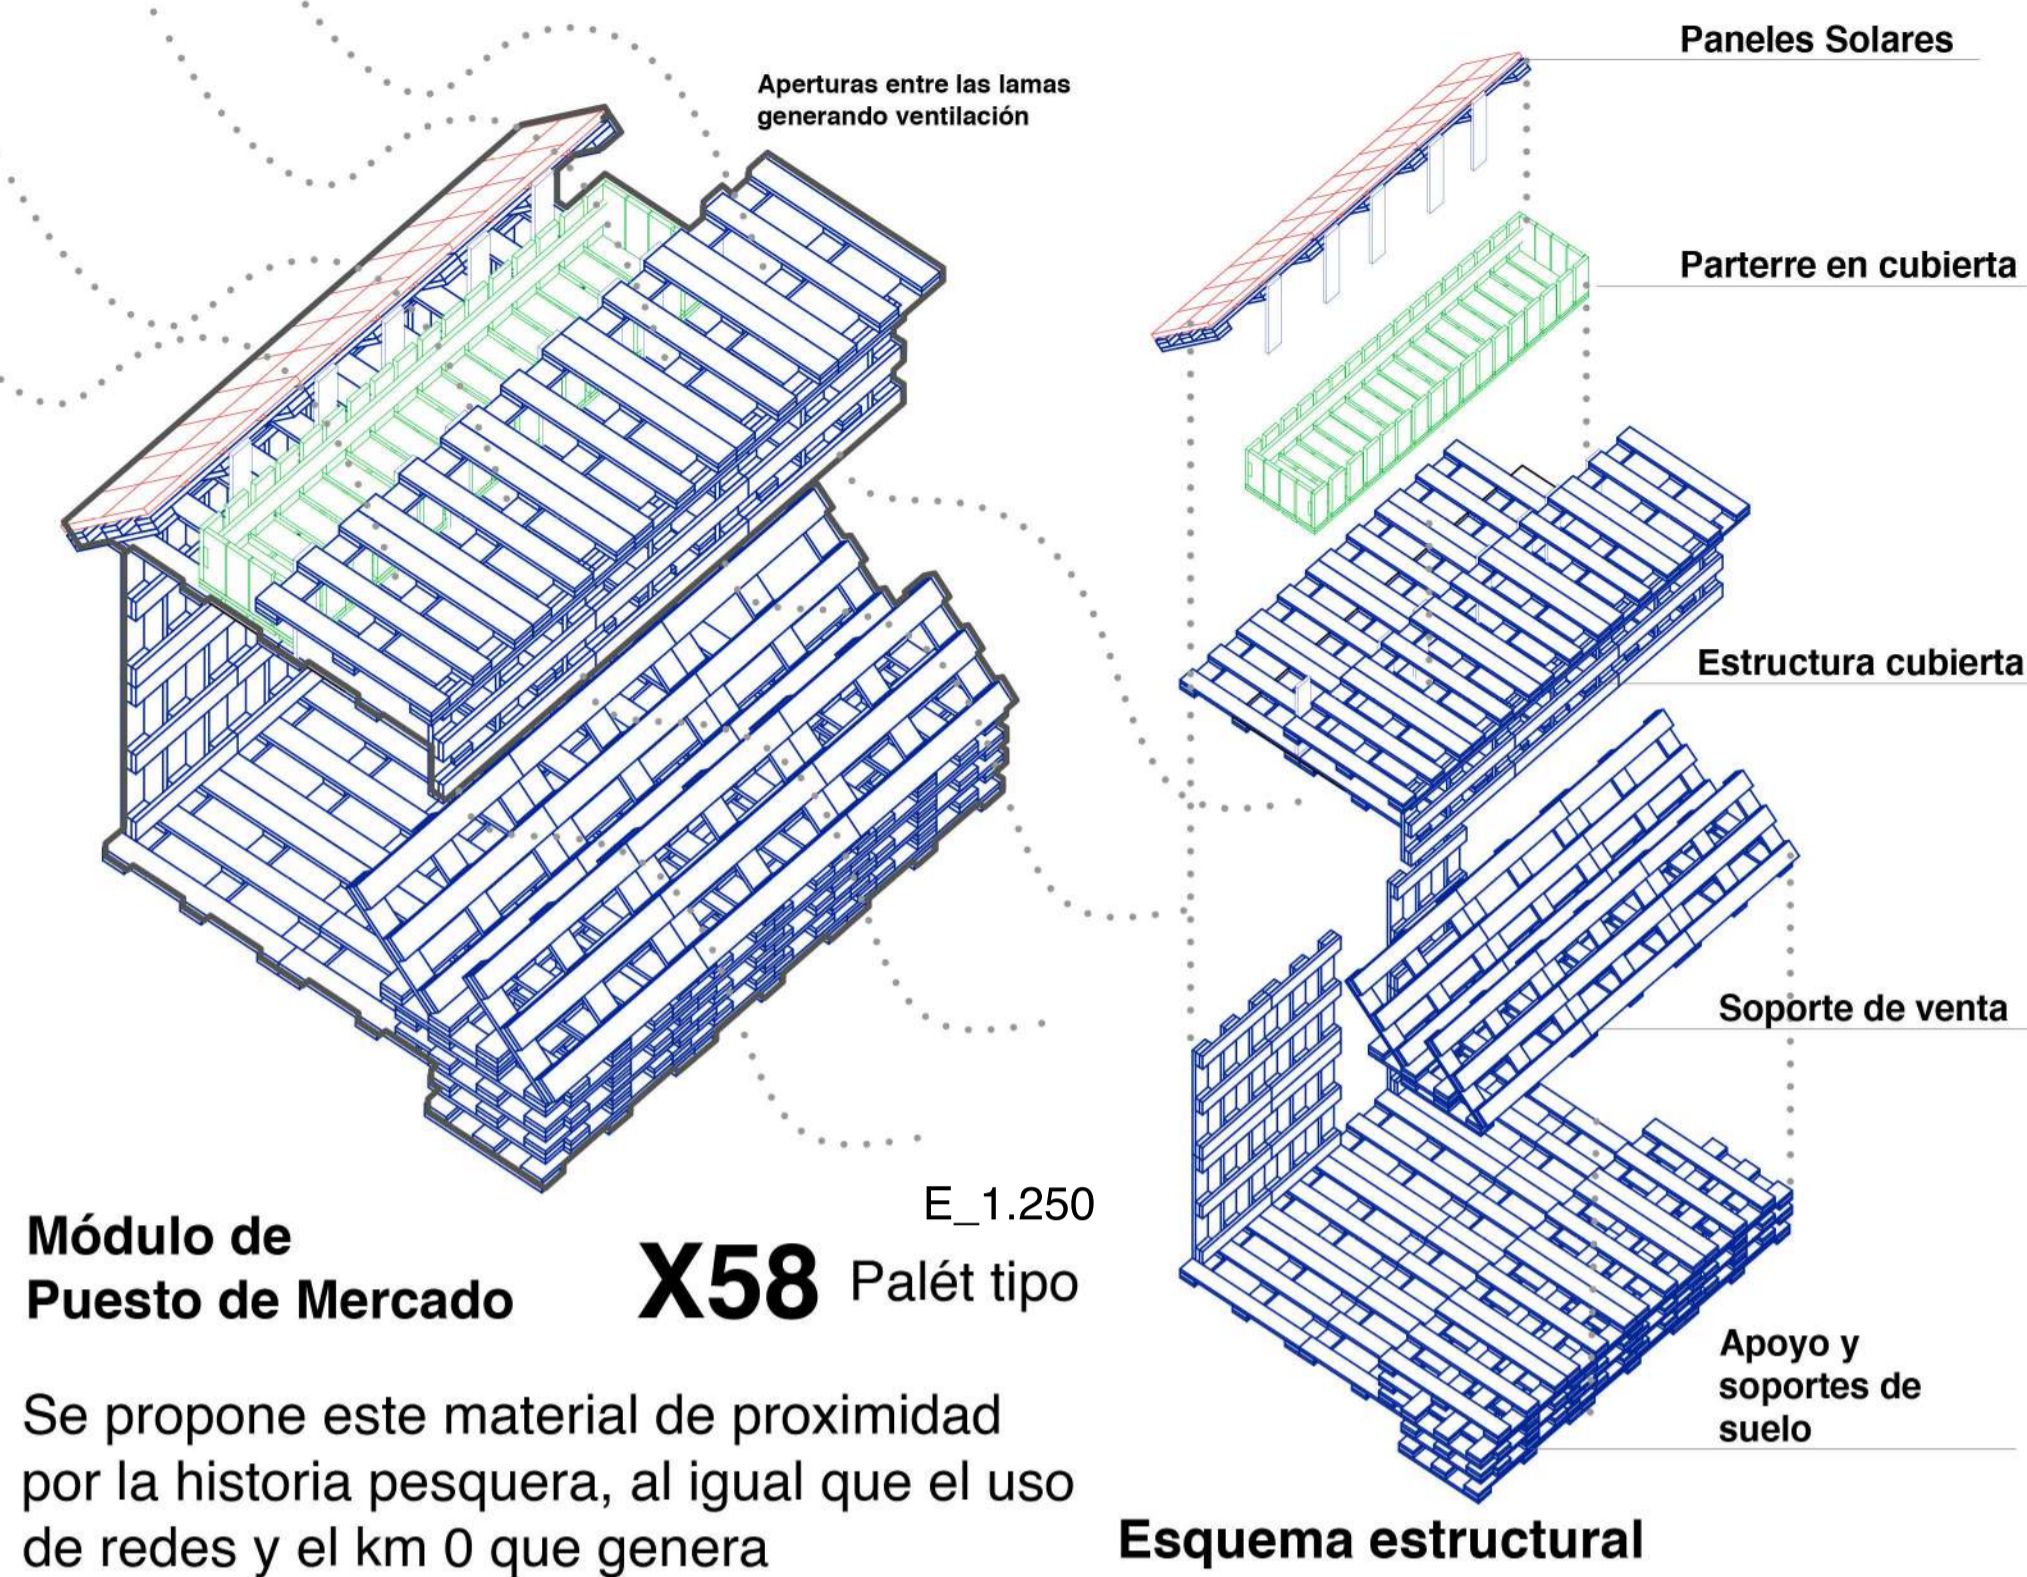 Aperturas entre las lamas
generando ventilación
Paneles Solares
Parterre en cubierta
Estructura cubierta
Soporte de venta
Apoyo y
soportes de
suelo
E_1.250
Módulo de
Puesto de Mercado
X58 Palét tipo
Se propone este material de proximidad
por la historia pesquera, al igual que el uso
de redes y el km 0 que genera
Esquema estructural